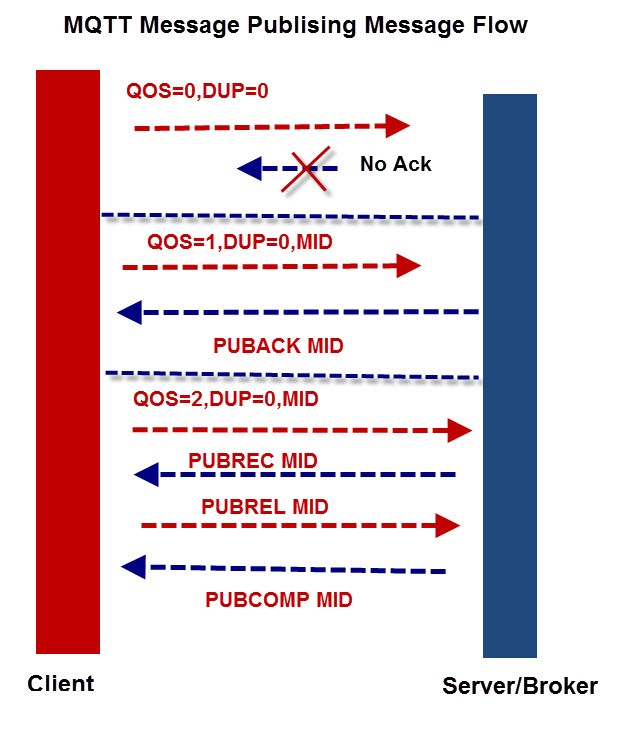 MQTT Message Publising Message Flow
QOS=0,DUP=0
No Ack
QOS=1,DUP=0,MID
PUBACK MID
QOS=2,DUP=0,MID
PUBREC MID
PUBREL MID
PUBCOMP MID
Client
Server/Broker